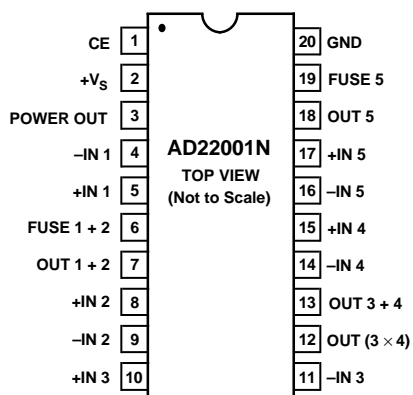 CE 1
+VS 2
POWER OUT 3
–IN 1 4
+IN 1 5
FUSE 1 + 2 6
OUT 1 + 2 7
+IN 2 8
–IN 2 9
+IN 3 10
AD22001N
TOP VIEW
(Not to Scale)
20 GND
19 FUSE 5
18 OUT 5
17 +IN 5
16 –IN 5
15 +IN 4
14 –IN 4
13 OUT 3 + 4
12 OUT (3 × 4)
11 –IN 3